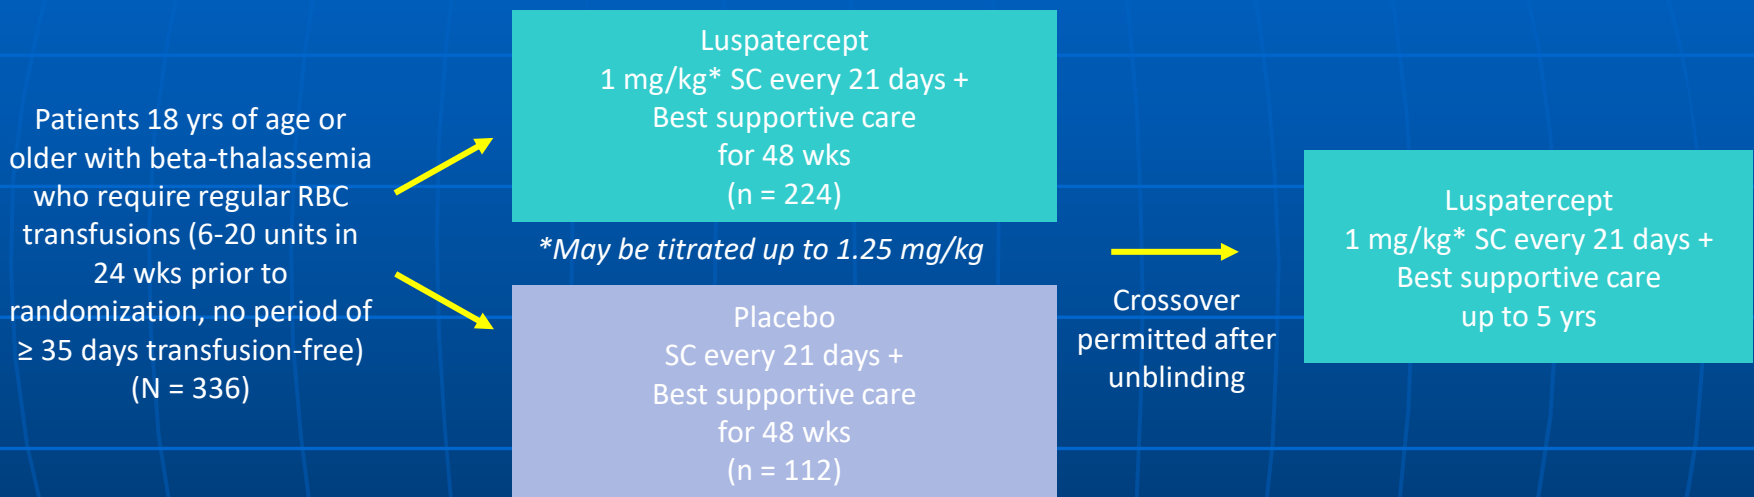 Patients 18 yrs of age or
older with beta-thalassemia
who require regular RBC
transfusions (6-20 units in
24 wks prior to
randomization, no period of
≥ 35 days transfusion-free)
(N = 336)
Luspatercept
1 mg/kg* SC every 21 days +
Best supportive care
for 48 wks
(n = 224)
*May be titrated up to 1.25 mg/kg
Placebo
SC every 21 days +
Best supportive care
for 48 wks
(n = 112)
Crossover
permitted after
unblinding
Luspatercept
1 mg/kg* SC every 21 days +
Best supportive care
up to 5 yrs